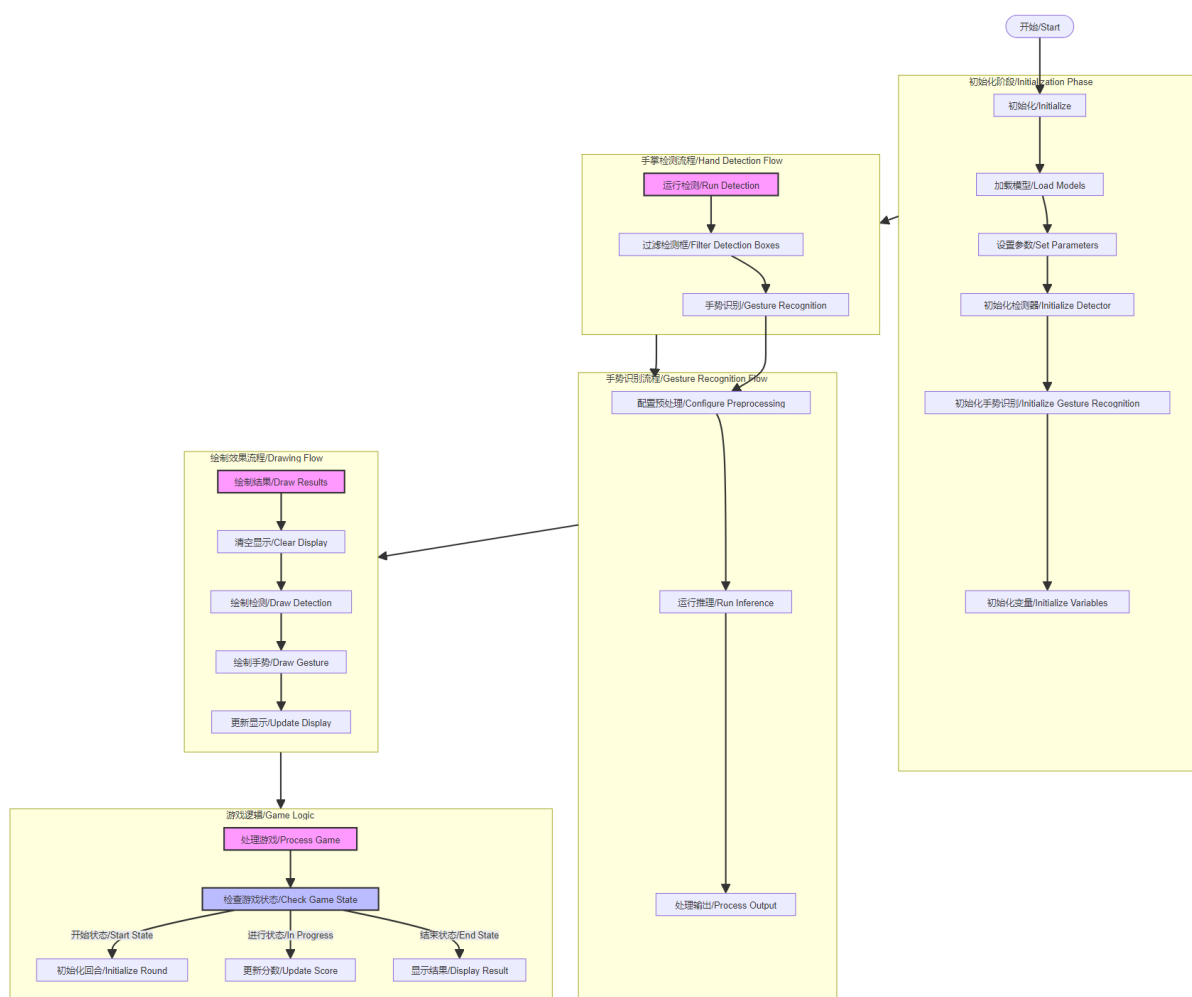 开始/Start
初始化阶段/Initialization Phase
初始化/Initialize
加载模型/Load Models
设置参数/Set Parameters
初始化检测器/Initialize Detector
初始化手势识别/Initialize Gesture Recognition
初始化变量/Initialize Variables
手掌检测流程/Hand Detection Flow
运行检测/Run Detection
过滤检测框/Filter Detection Boxes
手势识别/Gesture Recognition
手势识别流程/Gesture Recognition Flow
配置预处理/Configure Preprocessing
运行推理/Run Inference
处理输出/Process Output
绘制效果流程/Drawing Flow
绘制结果/Draw Results
清空显示/Clear Display
绘制检测/Draw Detection
绘制手势/Draw Gesture
更新显示/Update Display
游戏逻辑/Game Logic
处理游戏/Process Game
检查游戏状态/Check Game State
开始状态/Start State
进行状态/In Progress
结束状态/End State
初始化回合/Initialize Round
更新分数/Update Score
显示结果/Display Result